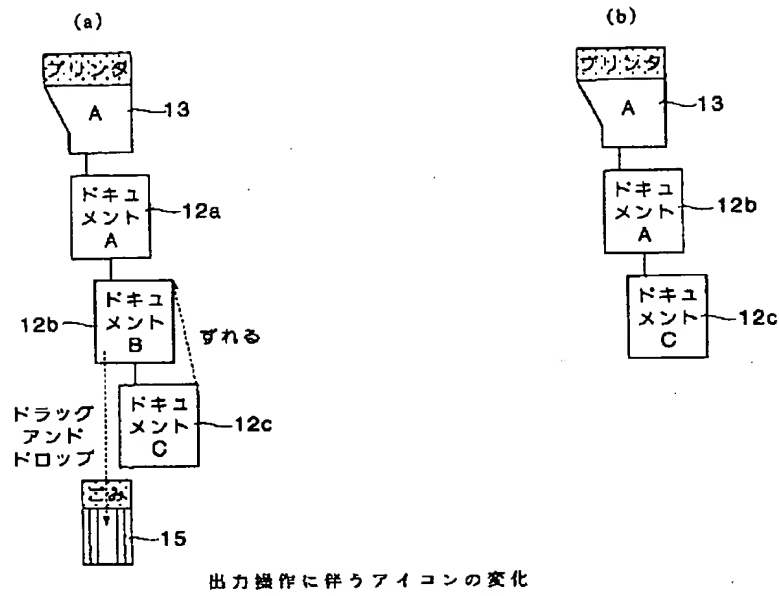 (a)
プリンタ
A
13
ドキュ
メント
A
12a
ドキュ
メント
B
12b
ずれる
ドキュ
メント
C
12c
ドラッグ
アンド
ドロップ
ごみ
15
(b)
プリンタ
A
13
ドキュ
メント
A
12b
ドキュ
メント
C
12c
出力操作に伴うアイコンの変化